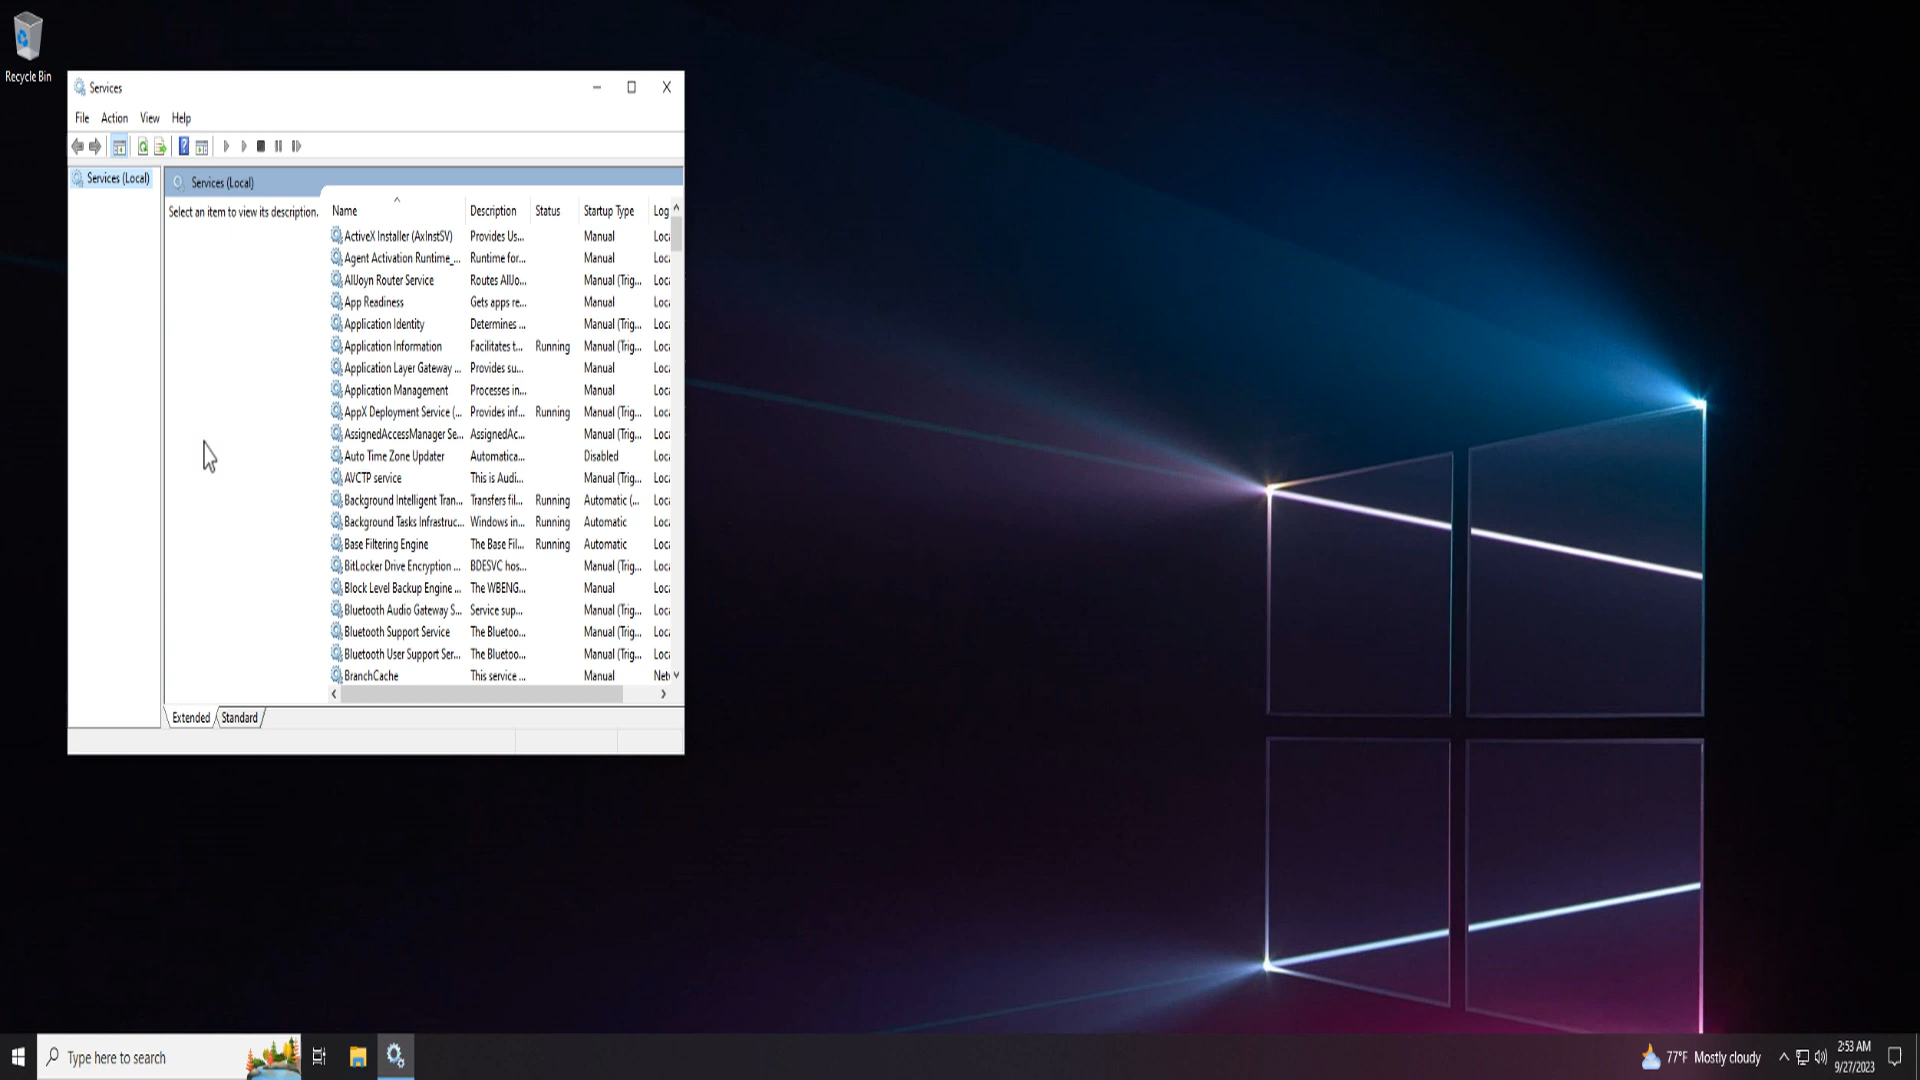 Recycle Bin
Services
File Action View Help
Services (Local)
Services (Local)
Select an item to view its description.
Name Description Status Startup Type Log
ActiveX Installer (AxInstSV) Provides Us... Manual Loc
Agent Activation Runtime_... Runtime for... Manual Loc
AllJoyn Router Service Routes AllJo... Manual (Trig... Loc
App Readiness Gets apps re... Manual Loc
Application Identity Determines ... Manual (Trig... Loc
Application Information Facilitates t... Running Manual (Trig... Loc
Application Layer Gateway ... Provides su... Manual Loc
Application Management Processes in... Manual Loc
AppX Deployment Service (... Provides inf... Running Manual (Trig... Loc
AssignedAccessManager Se... AssignedAc... Manual (Trig... Loc
Auto Time Zone Updater Automatica... Disabled Loc
AVCTP service This is Audi... Manual (Trig... Loc
Background Intelligent Tran... Transfers fil... Running Automatic (... Loc
Background Tasks Infrastruc... Windows in... Running Automatic Loc
Base Filtering Engine The Base Fil... Running Automatic Loc
BitLocker Drive Encryption ... BDESVC hos... Manual (Trig... Loc
Block Level Backup Engine ... The WBENG... Manual Loc
Bluetooth Audio Gateway S... Service sup... Manual (Trig... Loc
Bluetooth Support Service The Bluetoo... Manual (Trig... Loc
Bluetooth User Support Ser... The Bluetoo... Manual (Trig... Loc
BranchCache This service ... Manual Net
Extended Standard
Type here to search
77°F Mostly cloudy
2:53 AM
9/27/2023